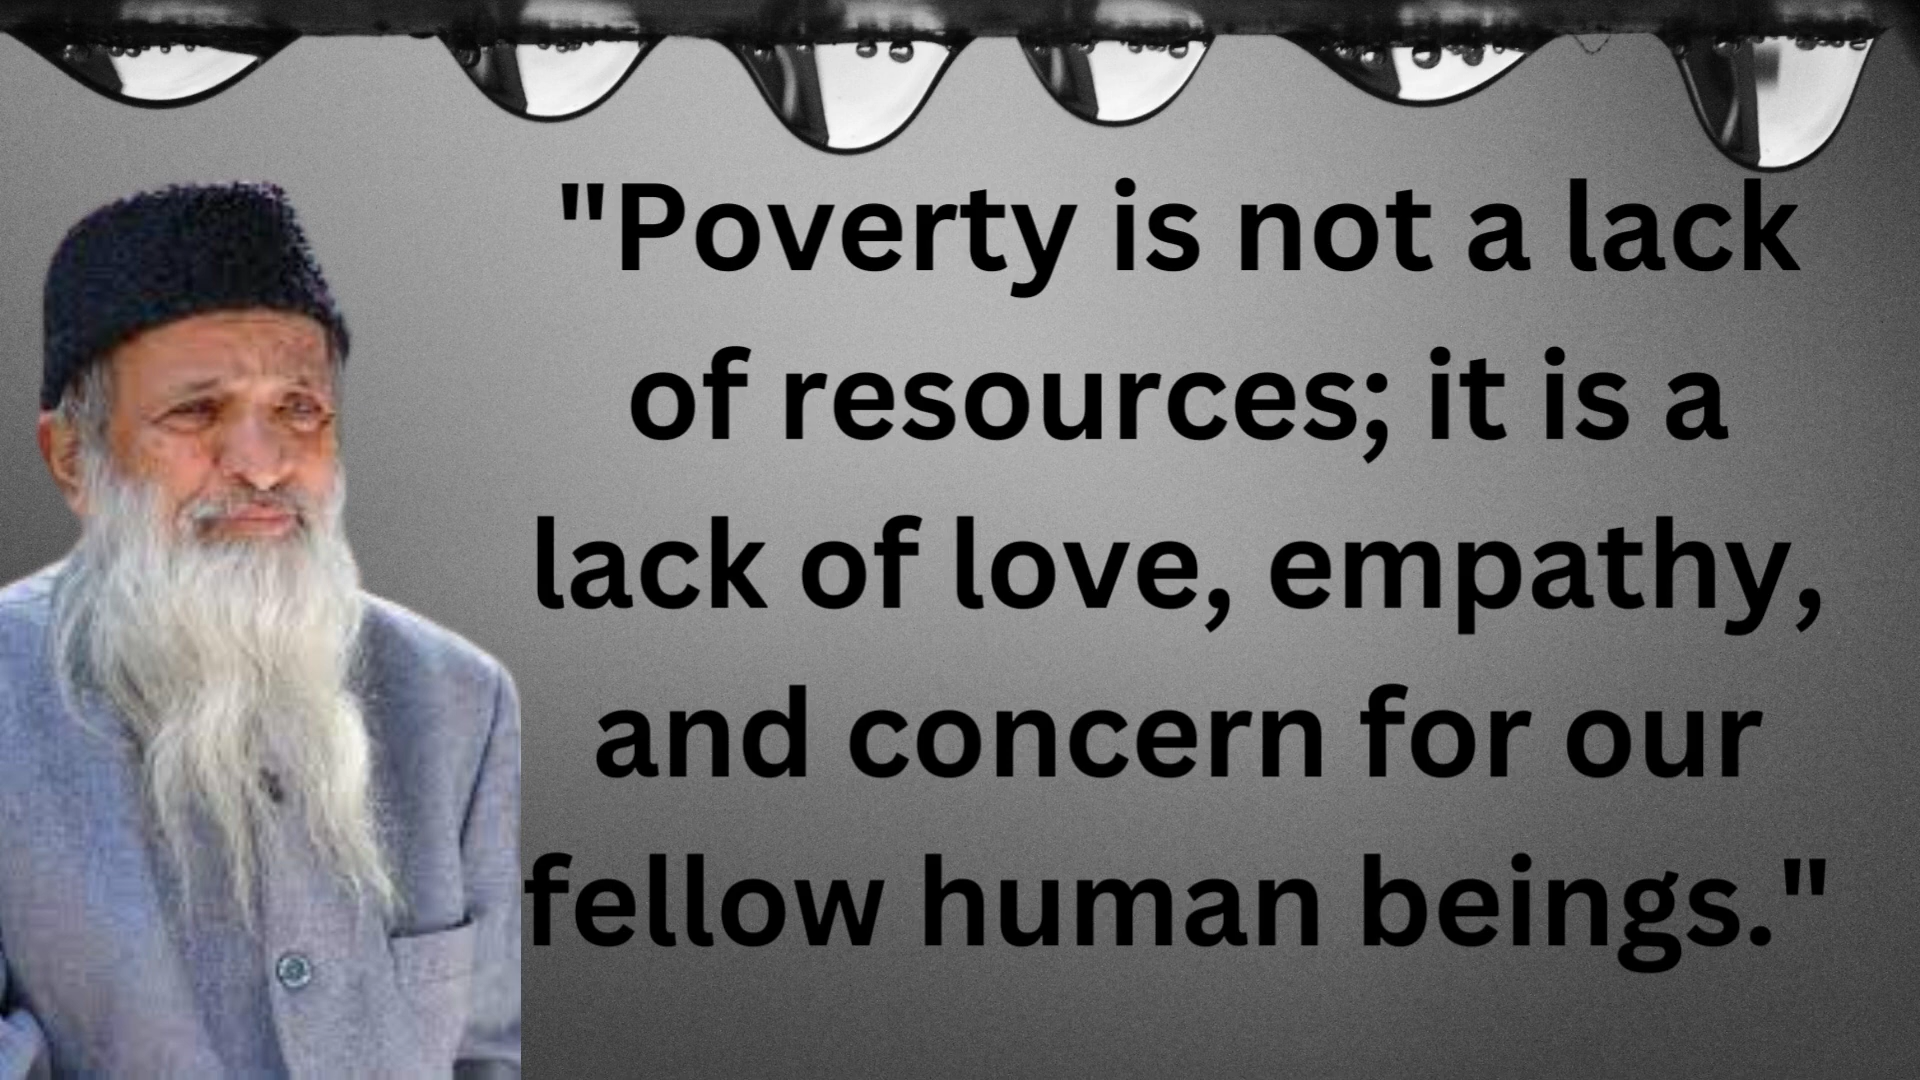 "Poverty is not a lack
of resources; it is a
lack of love, empathy,
and concern for our
fellow human beings."